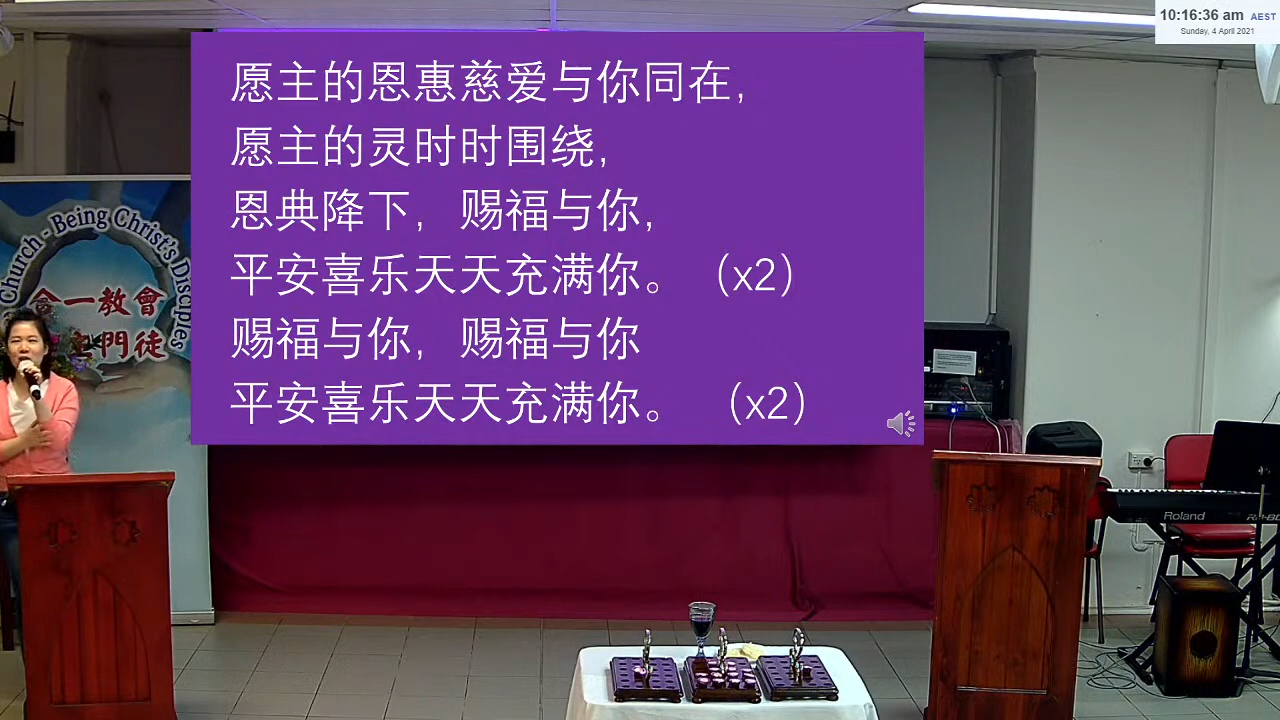 10:16:36 am AEST
Sunday, 4 April 2021
愿主的恩惠慈爱与你同在,
愿主的灵时时围绕,
恩典降下, 赐福与你,
平安喜乐天天充满你。(x2)
赐福与你, 赐福与你
平安喜乐天天充满你。 (x2)
Church - Being Christ's Disciples
合一教會
門徒
Roland